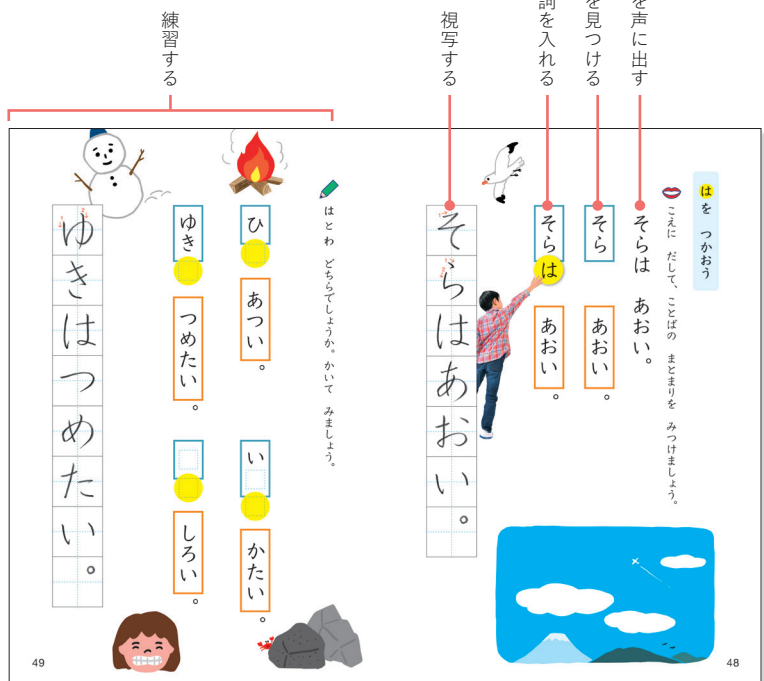 を声に出す
を見つける
詞を入れる
視写する
練習する
はを つかおう
こえに だして、ことばの まとまりを みつけましょう。
そらは あおい。
そら あおい。
そらは あおい。
そらはあおい。
48
はとわ どちらでしょうか。かいて みましょう。
ひ あつい。
い かたい。
ゆき つめたい。
しろい。
ゆきはつめたい。
49